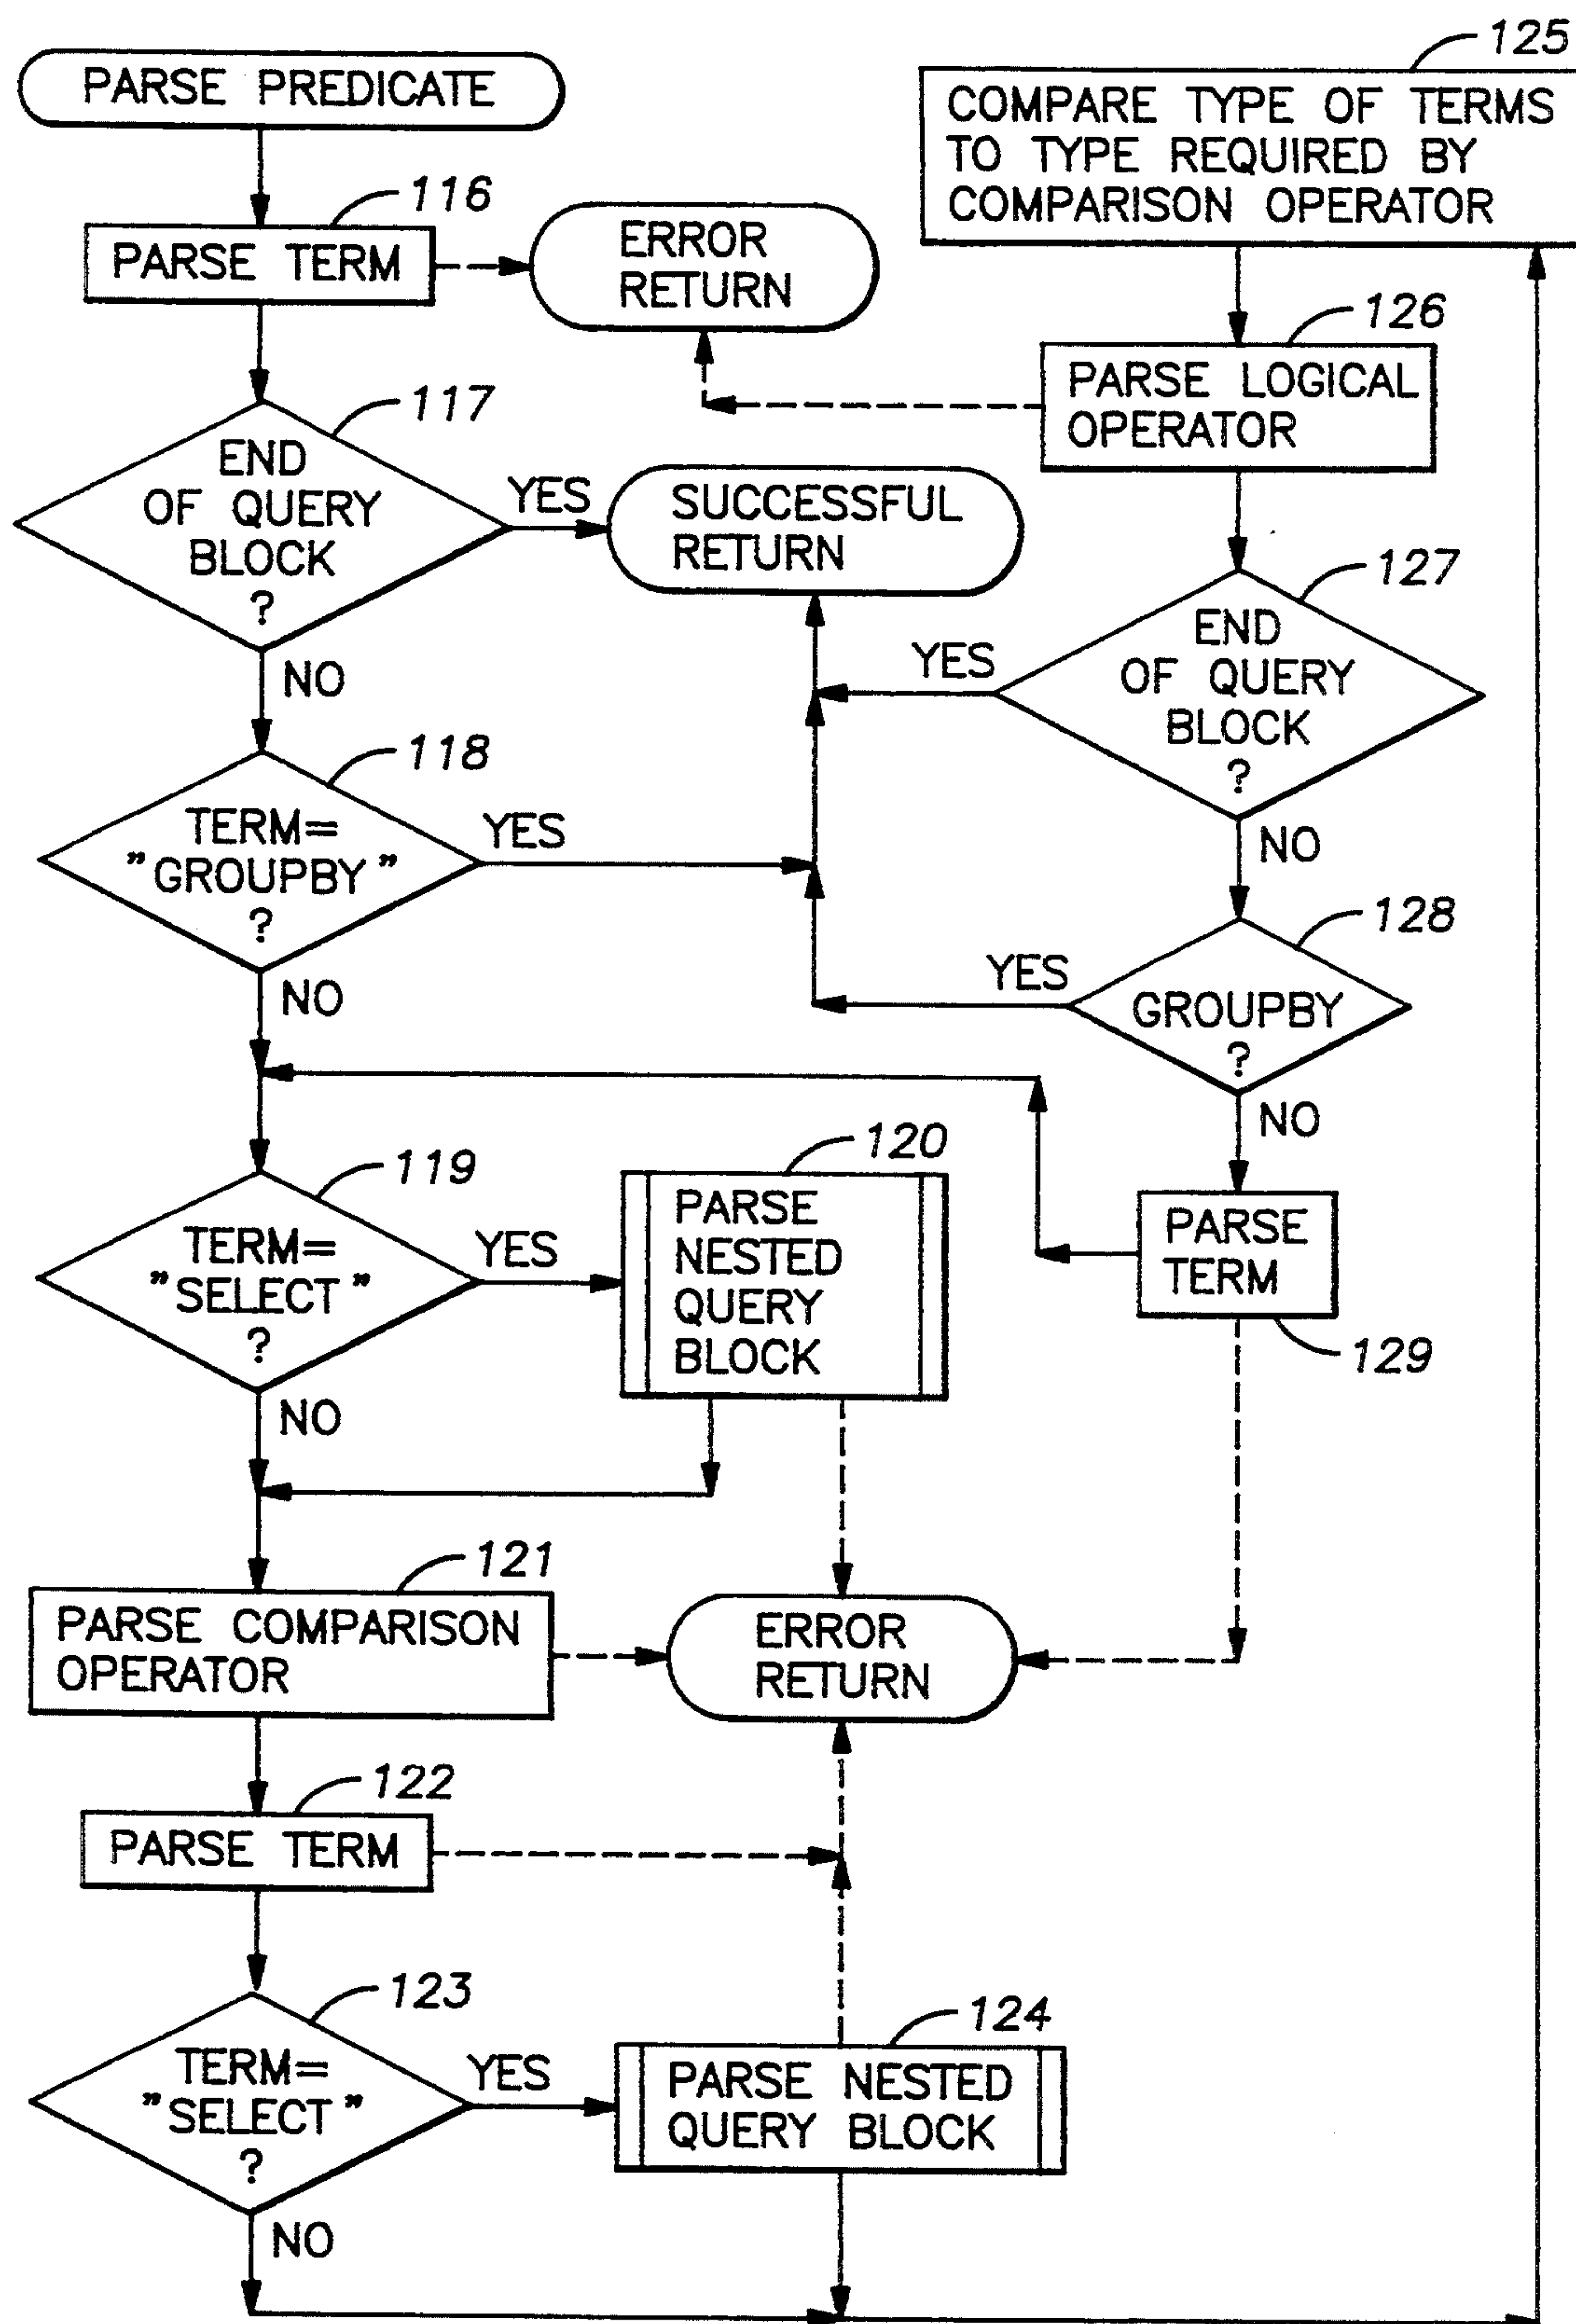 PARSE PREDICATE
116
PARSE TERM
ERROR
RETURN
117
END
OF QUERY
BLOCK
?
YES
SUCCESSFUL
RETURN
NO
118
TERM=
"GROUPBY"
?
YES
NO
119
TERM=
"SELECT"
?
YES
120
PARSE
NESTED
QUERY
BLOCK
NO
121
PARSE COMPARISON
OPERATOR
ERROR
RETURN
122
PARSE TERM
123
TERM=
"SELECT"
?
YES
124
PARSE NESTED
QUERY BLOCK
NO
125
COMPARE TYPE OF TERMS
TO TYPE REQUIRED BY
COMPARISON OPERATOR
126
PARSE LOGICAL
OPERATOR
127
END
OF QUERY
BLOCK
?
YES
NO
128
GROUPBY
?
YES
NO
PARSE
TERM
129